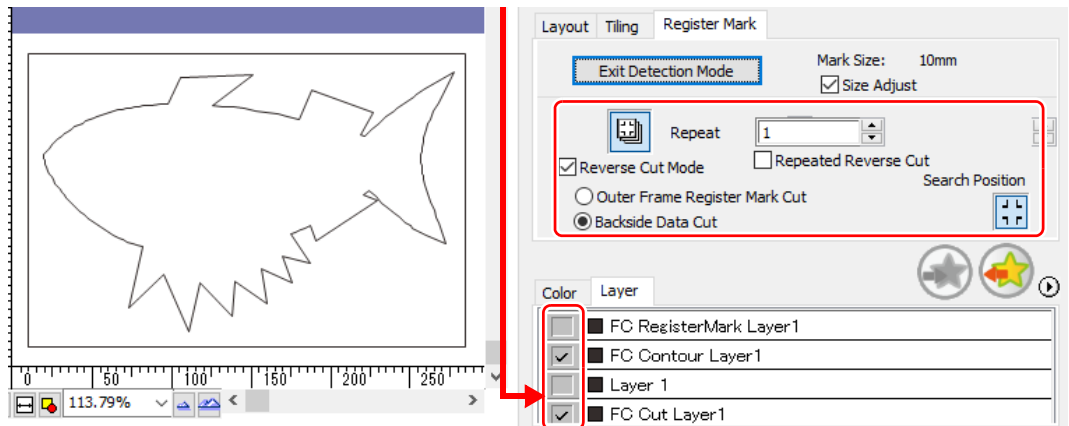 Layout Tiling Register Mark
Exit Detection Mode
Mark Size: 10mm
Size Adjust
Repeat 1
Reverse Cut Mode
Repeated Reverse Cut
Search Position
Outer Frame Register Mark Cut
Backside Data Cut
Color Layer
FC RegisterMark Layer1
FC Contour Layer1
Layer 1
FC Cut Layer1
0 50 100 150 200 250
113.79%